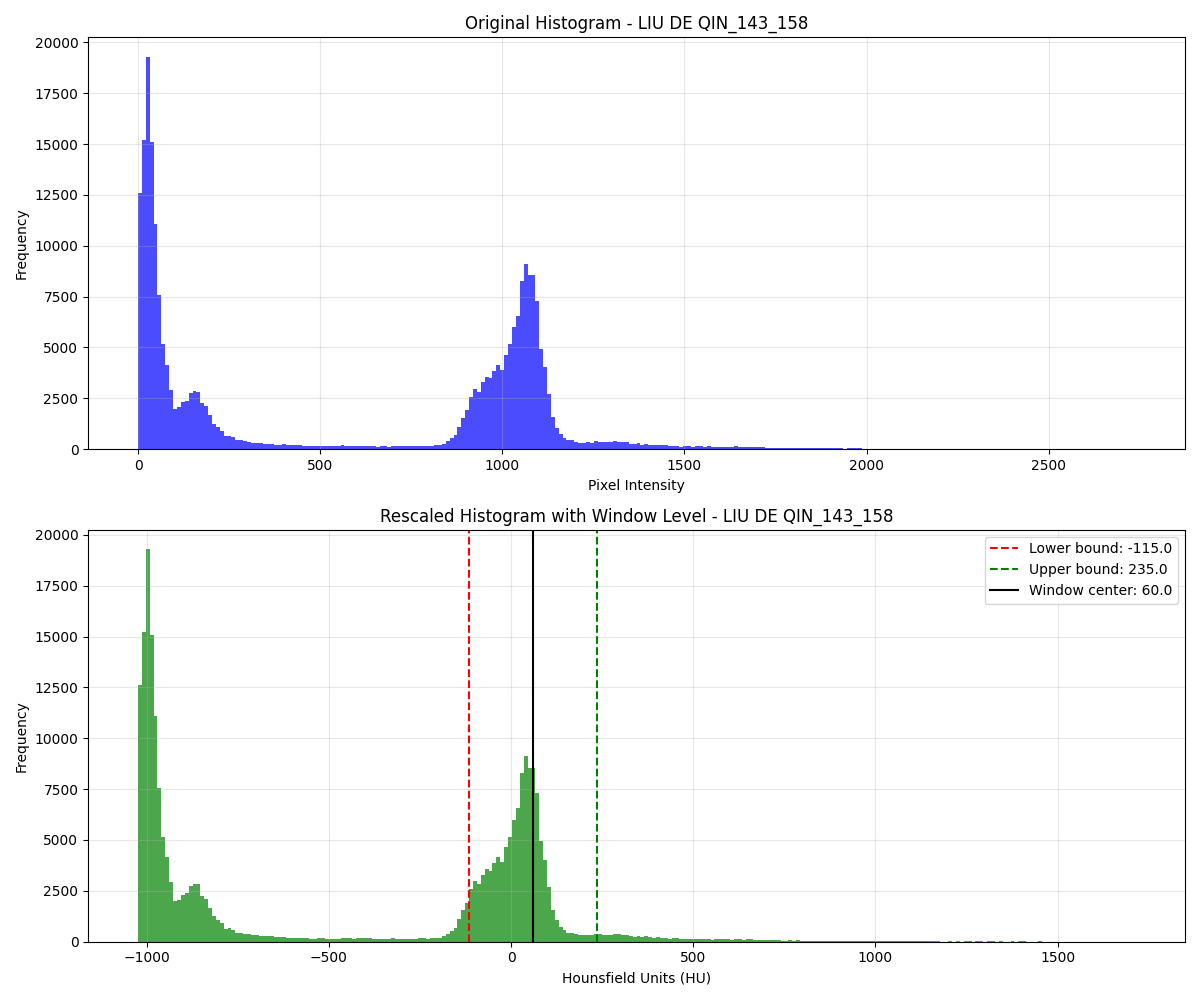 Original Histogram - LIU DE QIN_143_158
20000
17500
15000
12500
10000
7500
5000
2500
0
Frequency
0 500 1000 1500 2000 2500
Pixel Intensity
Rescaled Histogram with Window Level - LIU DE QIN_143_158
Lower bound: -115.0
Upper bound: 235.0
Window center: 60.0
20000
17500
15000
12500
10000
7500
5000
2500
0
Frequency
−1000 −500 0 500 1000 1500
Hounsfield Units (HU)